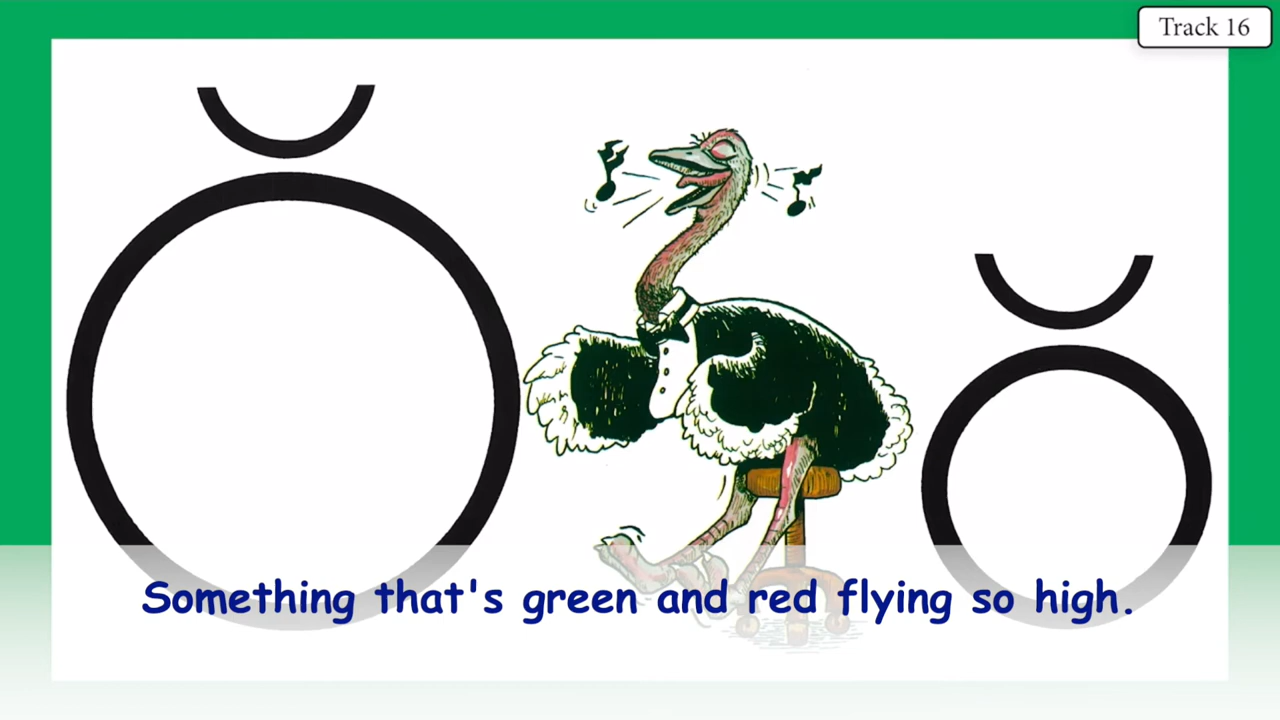 Track 16
Ŏ ŏ
Something that's green and red flying so high.